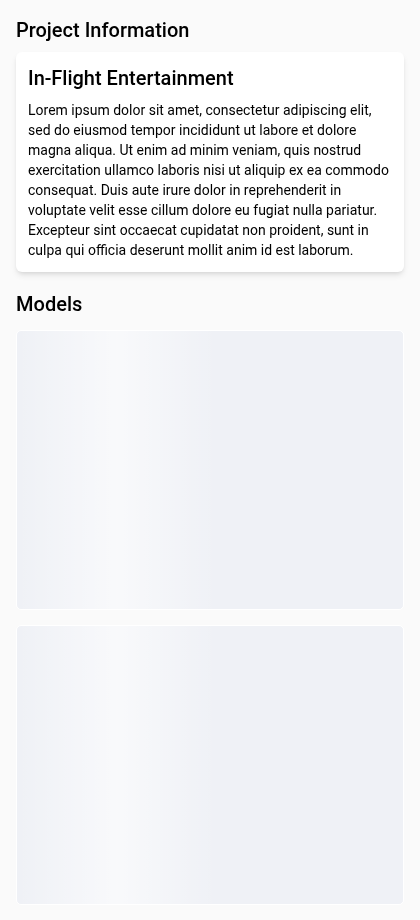 Project Information
In-Flight Entertainment
Lorem ipsum dolor sit amet, consectetur adipiscing elit,
sed do eiusmod tempor incididunt ut labore et dolore
magna aliqua. Ut enim ad minim veniam, quis nostrud
exercitation ullamco laboris nisi ut aliquip ex ea commodo
consequat. Duis aute irure dolor in reprehenderit in
voluptate velit esse cillum dolore eu fugiat nulla pariatur.
Excepteur sint occaecat cupidatat non proident, sunt in
culpa qui officia deserunt mollit anim id est laborum.
Models